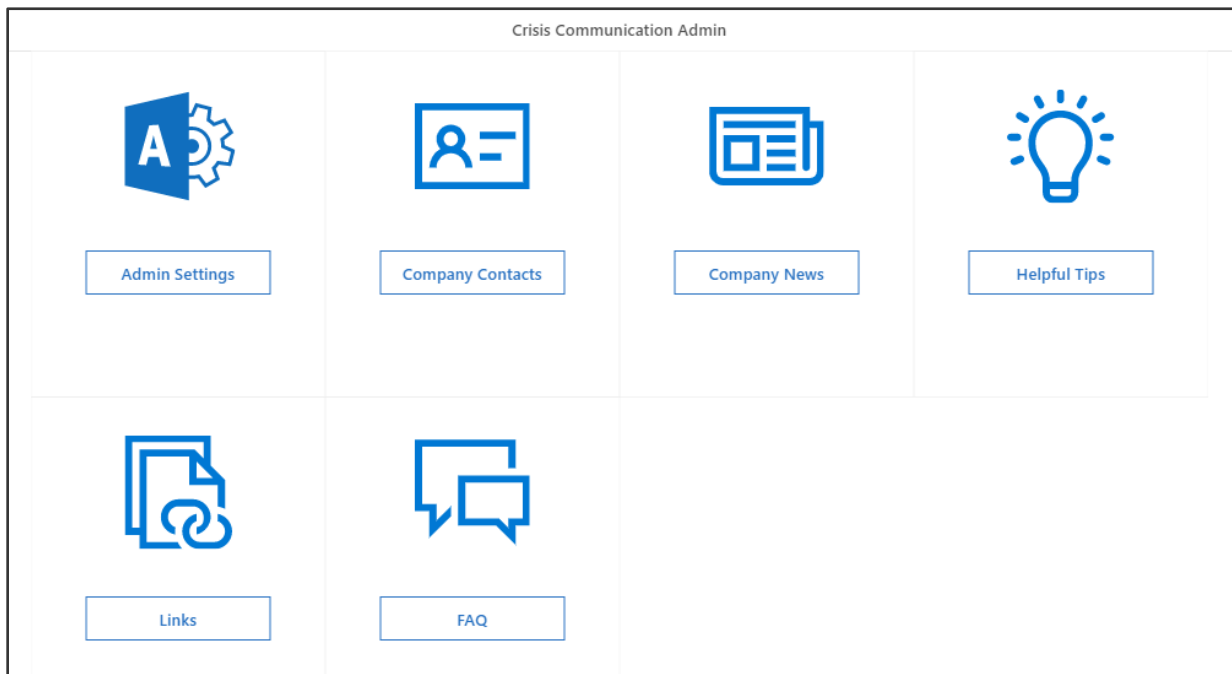 Crisis Communication Admin
A
Admin Settings
Company Contacts
Company News
Helpful Tips
Links
FAQ